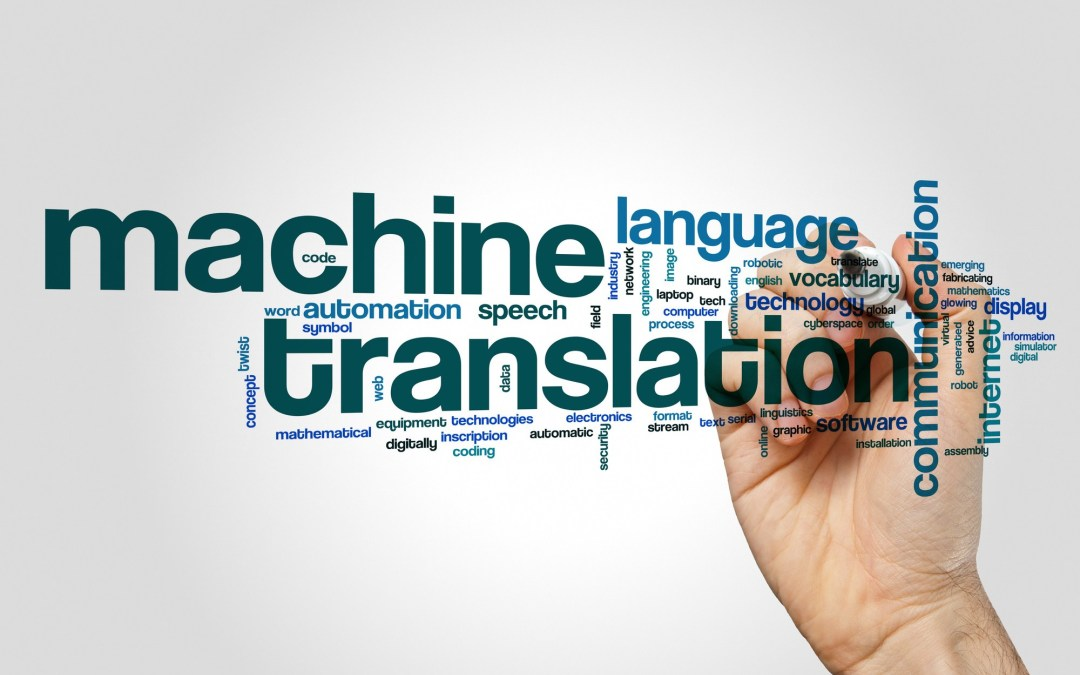 machine
language
communication
code
industry
network
engineering
image
robotic
translate
binary
english
vocabulary
laptop
tech
downloading
technology
global
computer
process
cyberspace
order
emerging
fabricating
mathematics
glowing
display
virtual
generated
advice
internet
information
simulator
digital
robot
word
automation
speech
field
symbol
translation
twist
concept
web
data
equipment
technologies
electronics
format
text
serial
linguistics
software
mathematical
digitally
inscription
automatic
security
stream
online
graphic
installation
assembly
coding